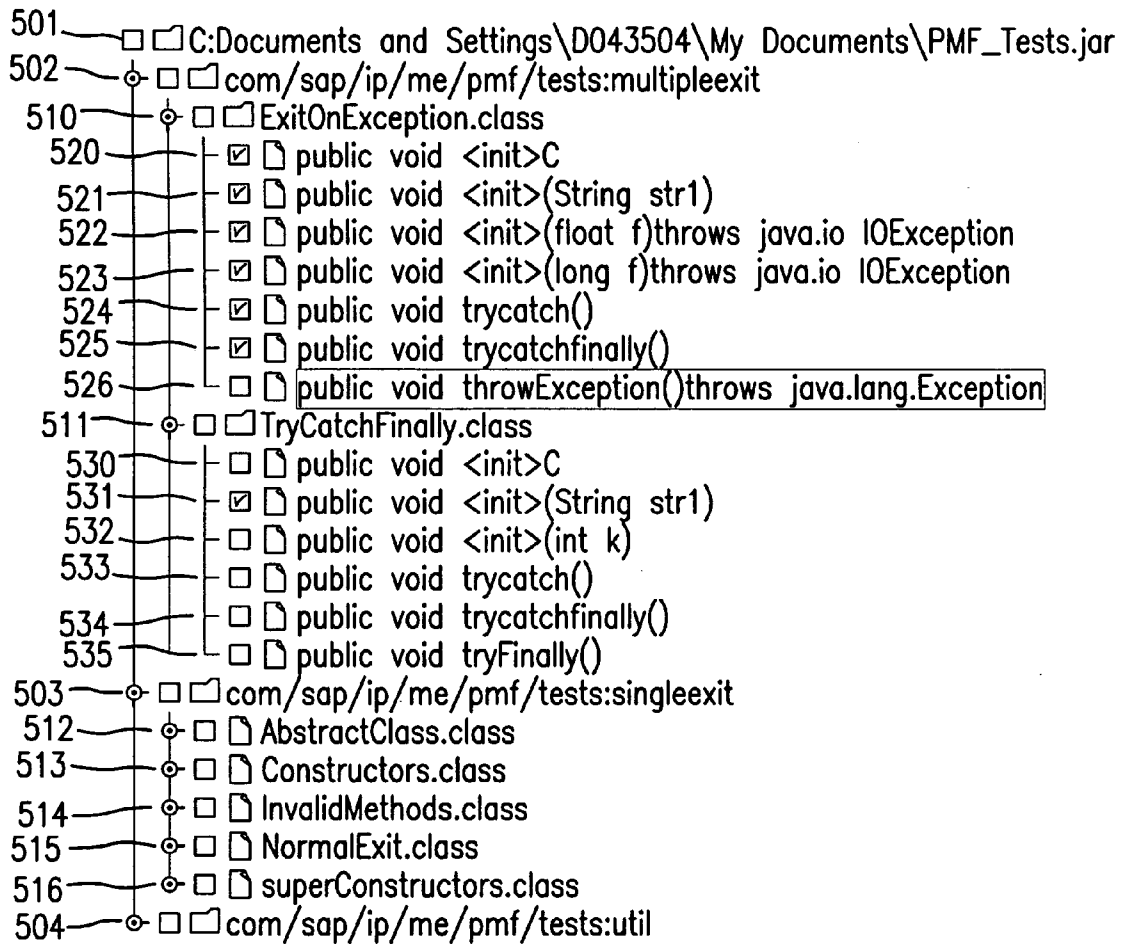 501 C:Documents and Settings\D043504\My Documents\PMF_Tests.jar
502 com/sap/ip/me/pmf/tests:multipleexit
510 ExitOnException.class
520 public void <init>C
521 public void <init>(String str1)
522 public void <init>(float f)throws java.io IOException
523 public void <init>(long f)throws java.io IOException
524 public void trycatch()
525 public void trycatchfinally()
526 public void throwException()throws java.lang.Exception
511 TryCatchFinally.class
530 public void <init>C
531 public void <init>(String str1)
532 public void <init>(int k)
533 public void trycatch()
534 public void trycatchfinally()
535 public void tryFinally()
503 com/sap/ip/me/pmf/tests:singleexit
512 AbstractClass.class
513 Constructors.class
514 InvalidMethods.class
515 NormalExit.class
516 superConstructors.class
504 com/sap/ip/me/pmf/tests:util